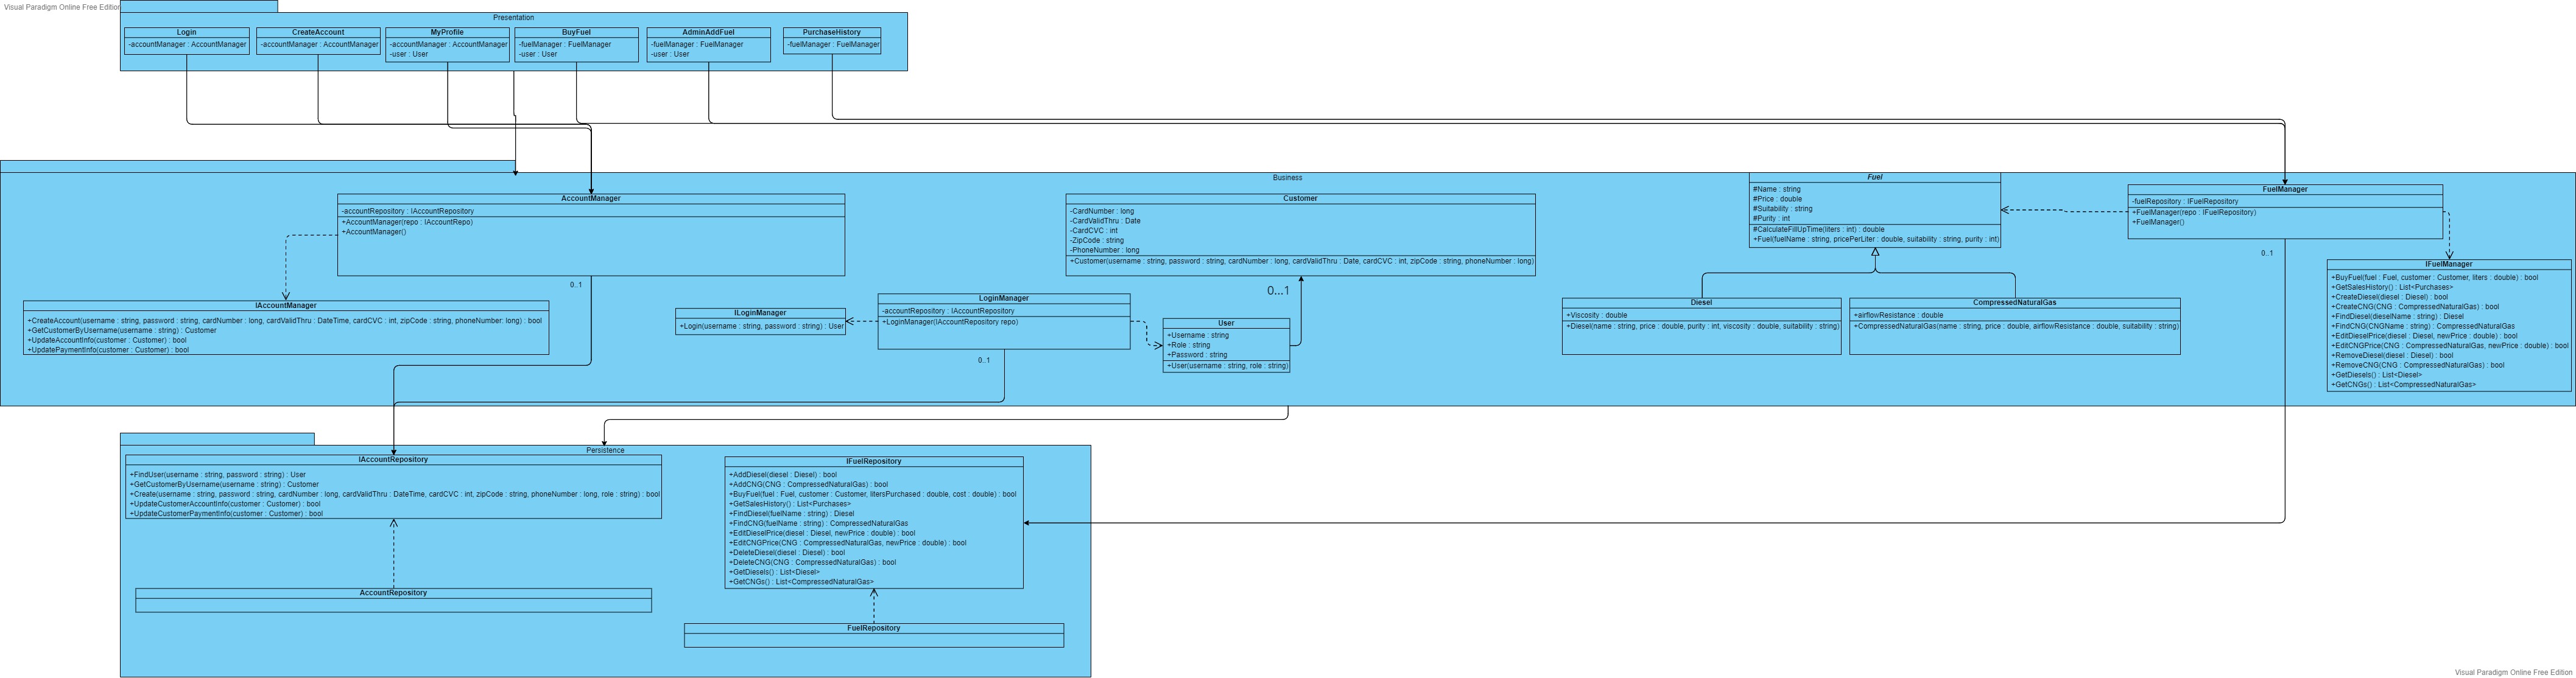 Visual Paradigm Online Free Edition
Presentation
Login
-accountManager : AccountManager
CreateAccount
-accountManager : AccountManager
MyProfile
-accountManager : AccountManager
-user : User
BuyFuel
-fuelManager : FuelManager
-user : User
AdminAddFuel
-fuelManager : FuelManager
-user : User
PurchaseHistory
-fuelManager : FuelManager
Business
AccountManager
-accountRepository : IAccountRepository
+AccountManager(repo : IAccountRepo)
+AccountManager()
0..1
IAccountManager
+CreateAccount(username : string, password : string, cardNumber : long, cardValidThru : DateTime, cardCVC : int, zipCode : string, phoneNumber: long) : bool
+GetCustomerByUsername(username : string) : Customer
+UpdateAccountInfo(customer : Customer) : bool
+UpdatePaymentInfo(customer : Customer) : bool
ILoginManager
+Login(username : string, password : string) : User
LoginManager
-accountRepository : IAccountRepository
+LoginManager(IAccountRepository repo)
0..1
Customer
-CardNumber : long
-CardValidThru : Date
-CardCVC : int
-ZipCode : string
-PhoneNumber : long
+Customer(username : string, password : string, cardNumber : long, cardValidThru : Date, cardCVC : int, zipCode : string, phoneNumber : long)
0...1
User
+Username : string
+Role : string
+Password : string
+User(username : string, role : string)
Fuel
#Name : string
#Price : double
#Suitability : string
#Purity : int
#CalculateFillUpTime(liters : int) : double
+Fuel(fuelName : string, pricePerLiter : double, suitability : string, purity : int)
Diesel
+Viscosity : double
+Diesel(name : string, price : double, purity : int, viscosity : double, suitability : string)
CompressedNaturalGas
+airflowResistance : double
+CompressedNaturalGas(name : string, price : double, airflowResistance : double, suitability : string)
FuelManager
-fuelRepository : IFuelRepository
+FuelManager(repo : IFuelRepository)
+FuelManager()
0..1
IFuelManager
+BuyFuel(fuel : Fuel, customer : Customer, liters : double) : bool
+GetSalesHistory() : List<Purchases>
+CreateDiesel(diesel : Diesel) : bool
+CreateCNG(CNG : CompressedNaturalGas) : bool
+FindDiesel(dieselName : string) : Diesel
+FindCNG(CNGName : string) : CompressedNaturalGas
+EditDieselPrice(diesel : Diesel, newPrice : double) : bool
+EditCNGPrice(CNG : CompressedNaturalGas, newPrice : double) : bool
+RemoveDiesel(diesel : Diesel) : bool
+RemoveCNG(CNG : CompressedNaturalGas) : bool
+GetDiesels() : List<Diesel>
+GetCNGs() : List<CompressedNaturalGas>
Persistence
IAccountRepository
+FindUser(username : string, password : string) : User
+GetCustomerByUsername(username : string) : Customer
+Create(username : string, password : string, cardNumber : long, cardValidThru : DateTime, cardCVC : int, zipCode : string, phoneNumber : long, role : string) : bool
+UpdateCustomerAccountInfo(customer : Customer) : bool
+UpdateCustomerPaymentInfo(customer : Customer) : bool
AccountRepository
IFuelRepository
+AddDiesel(diesel : Diesel) : bool
+AddCNG(CNG : CompressedNaturalGas) : bool
+BuyFuel(fuel : Fuel, customer : Customer, litersPurchased : double, cost : double) : bool
+GetSalesHistory() : List<Purchases>
+FindDiesel(fuelName : string) : Diesel
+FindCNG(fuelName : string) : CompressedNaturalGas
+EditDieselPrice(diesel : Diesel, newPrice : double) : bool
+EditCNGPrice(CNG : CompressedNaturalGas, newPrice : double) : bool
+DeleteDiesel(diesel : Diesel) : bool
+DeleteCNG(CNG : CompressedNaturalGas) : bool
+GetDiesels() : List<Diesel>
+GetCNGs() : List<CompressedNaturalGas>
FuelRepository
Visual Paradigm Online Free Edition